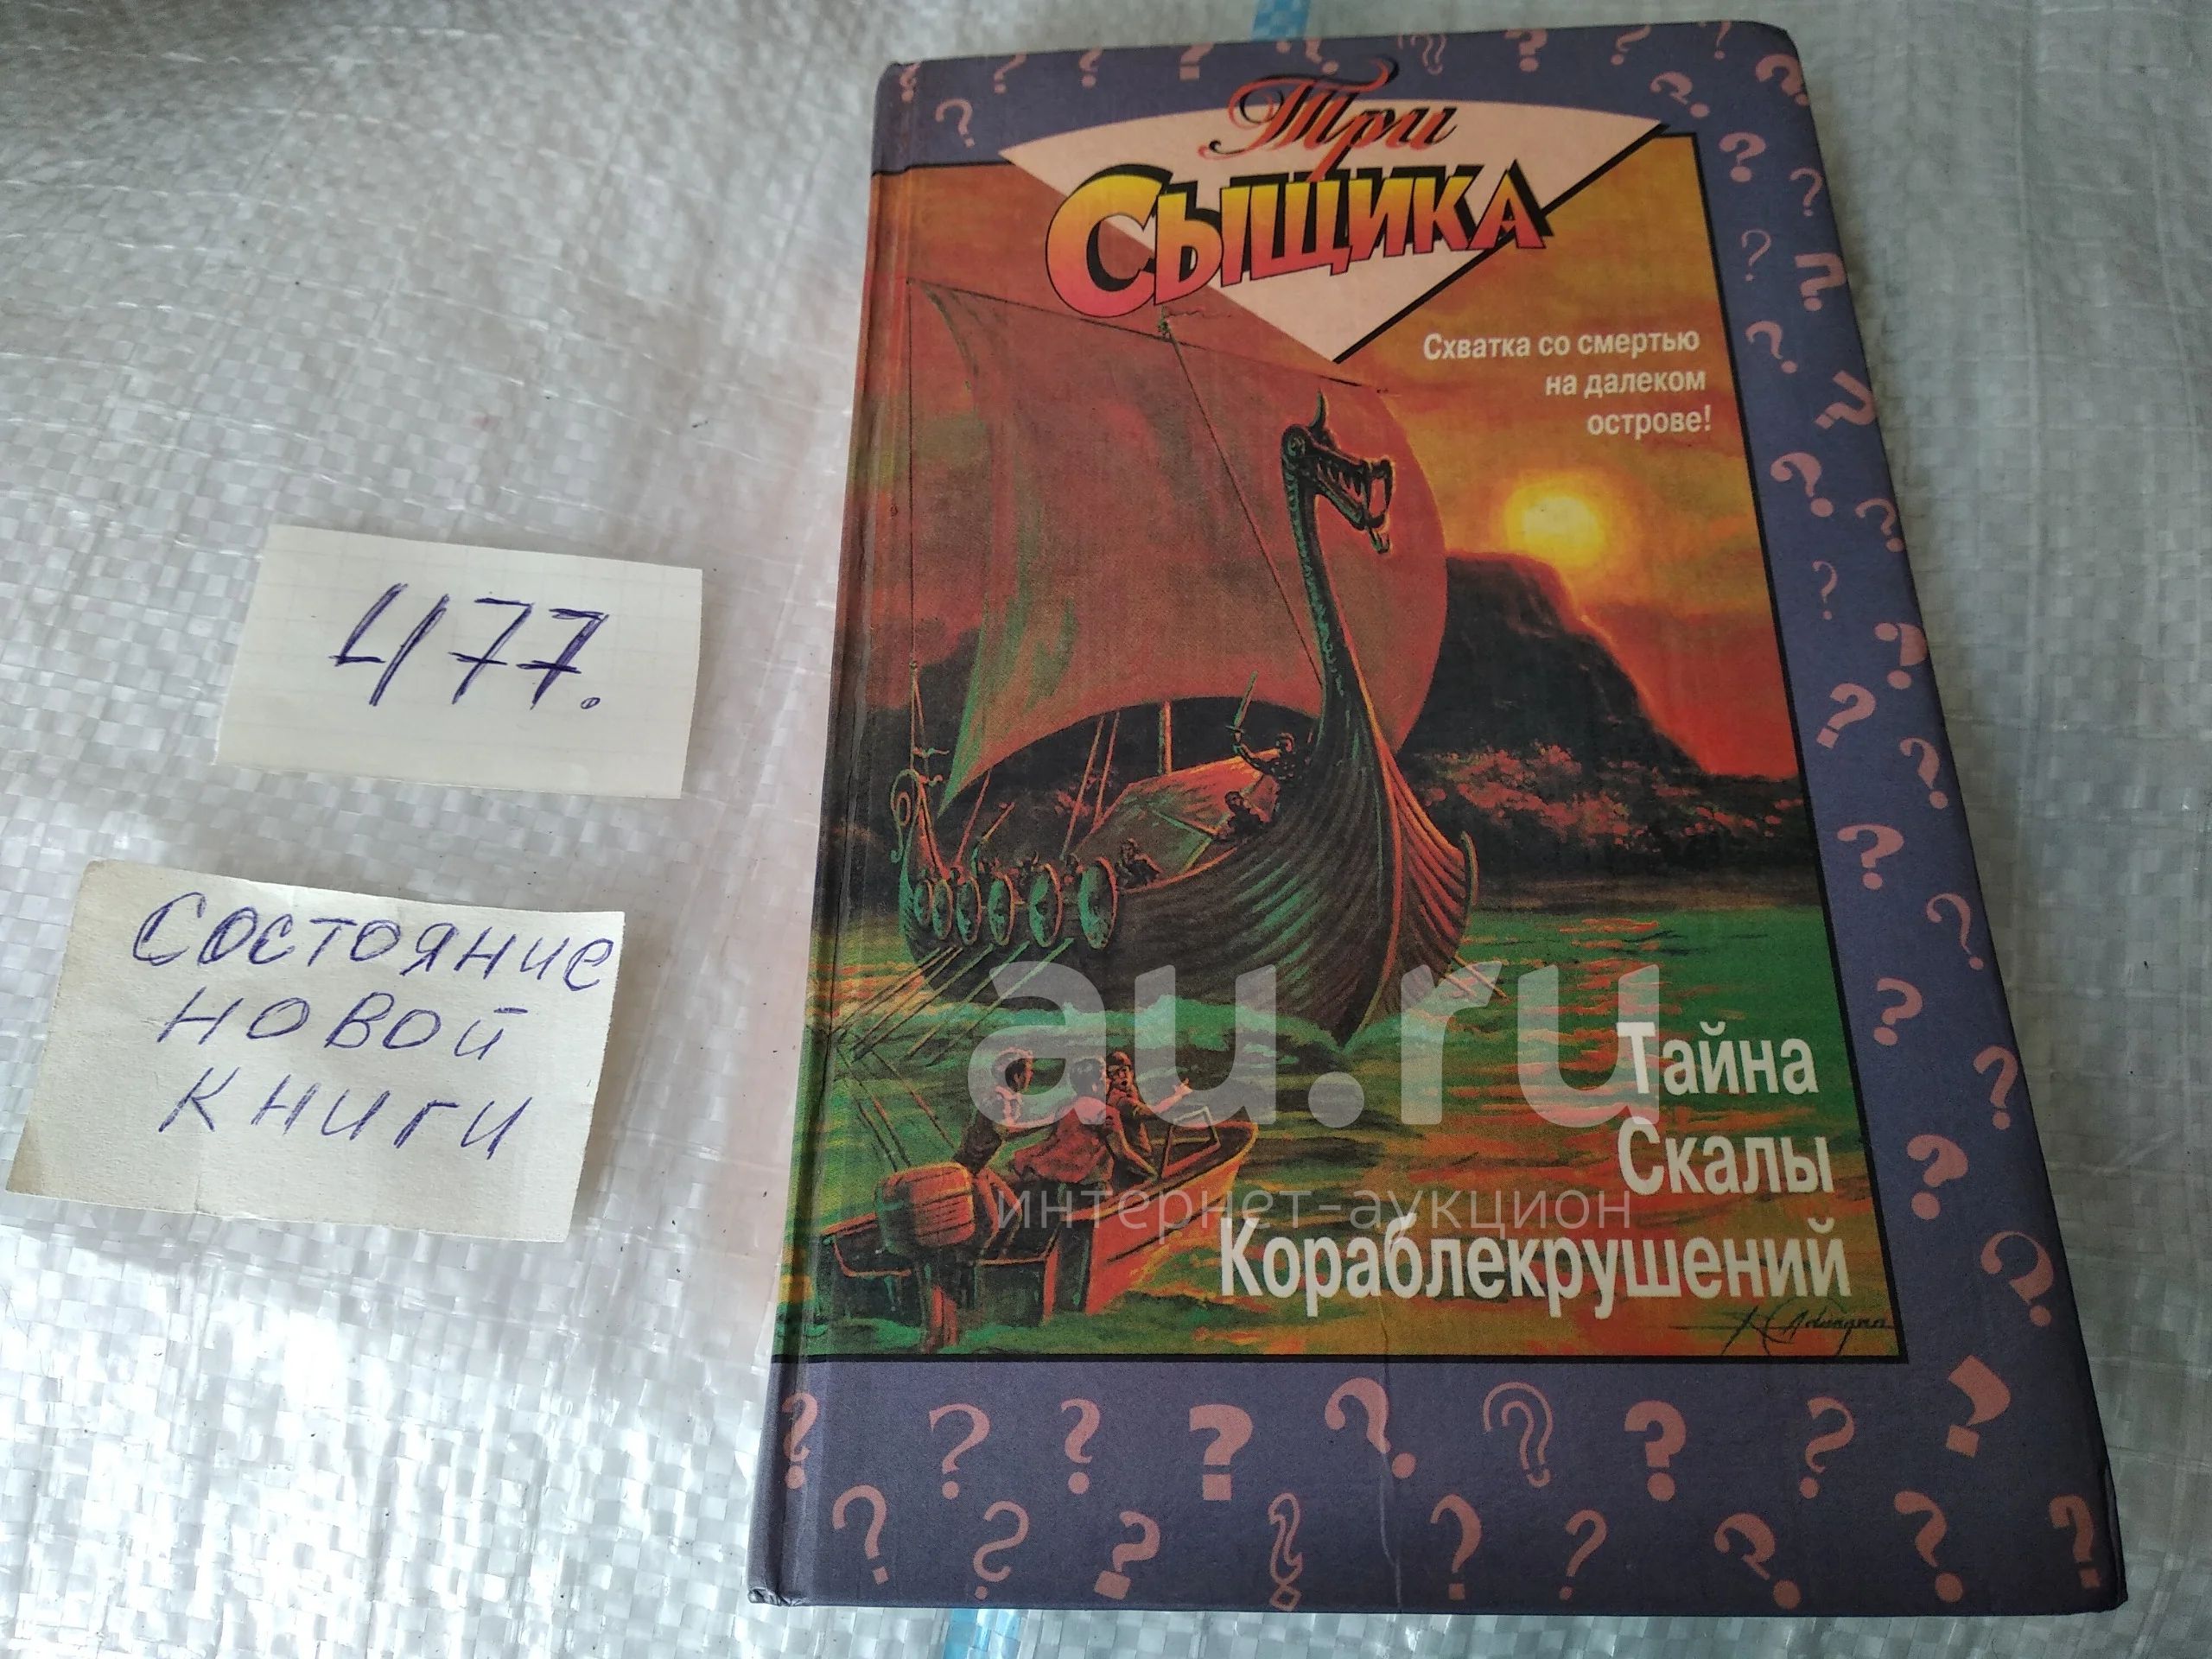 Три
Сыщика
Схватка со смертью
на далеком
острове!
477.
Состояние
новой
книги
au.ru
интернет-аукцион
Тайна
Скалы
Кораблекрушений